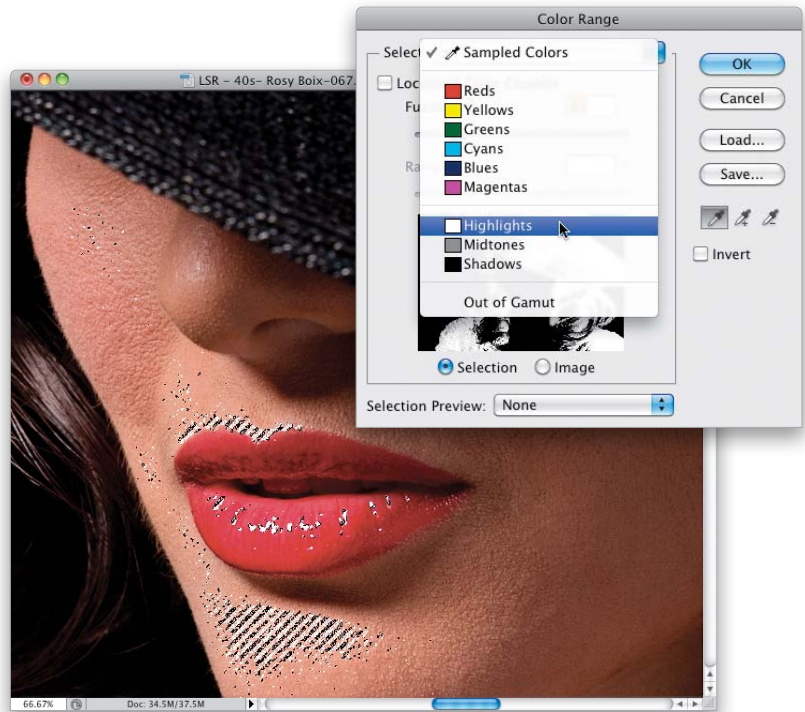 Color Range
Select
Sampled Colors
Reds
Yellows
Greens
Cyans
Blues
Magentas
Highlights
Midtones
Shadows
Out of Gamut
Selection
Image
Selection Preview: None
OK
Cancel
Load...
Save...
Invert
LSR - 40s- Rosy Boix-067.
66.67%
Doc: 34.5M/37.5M